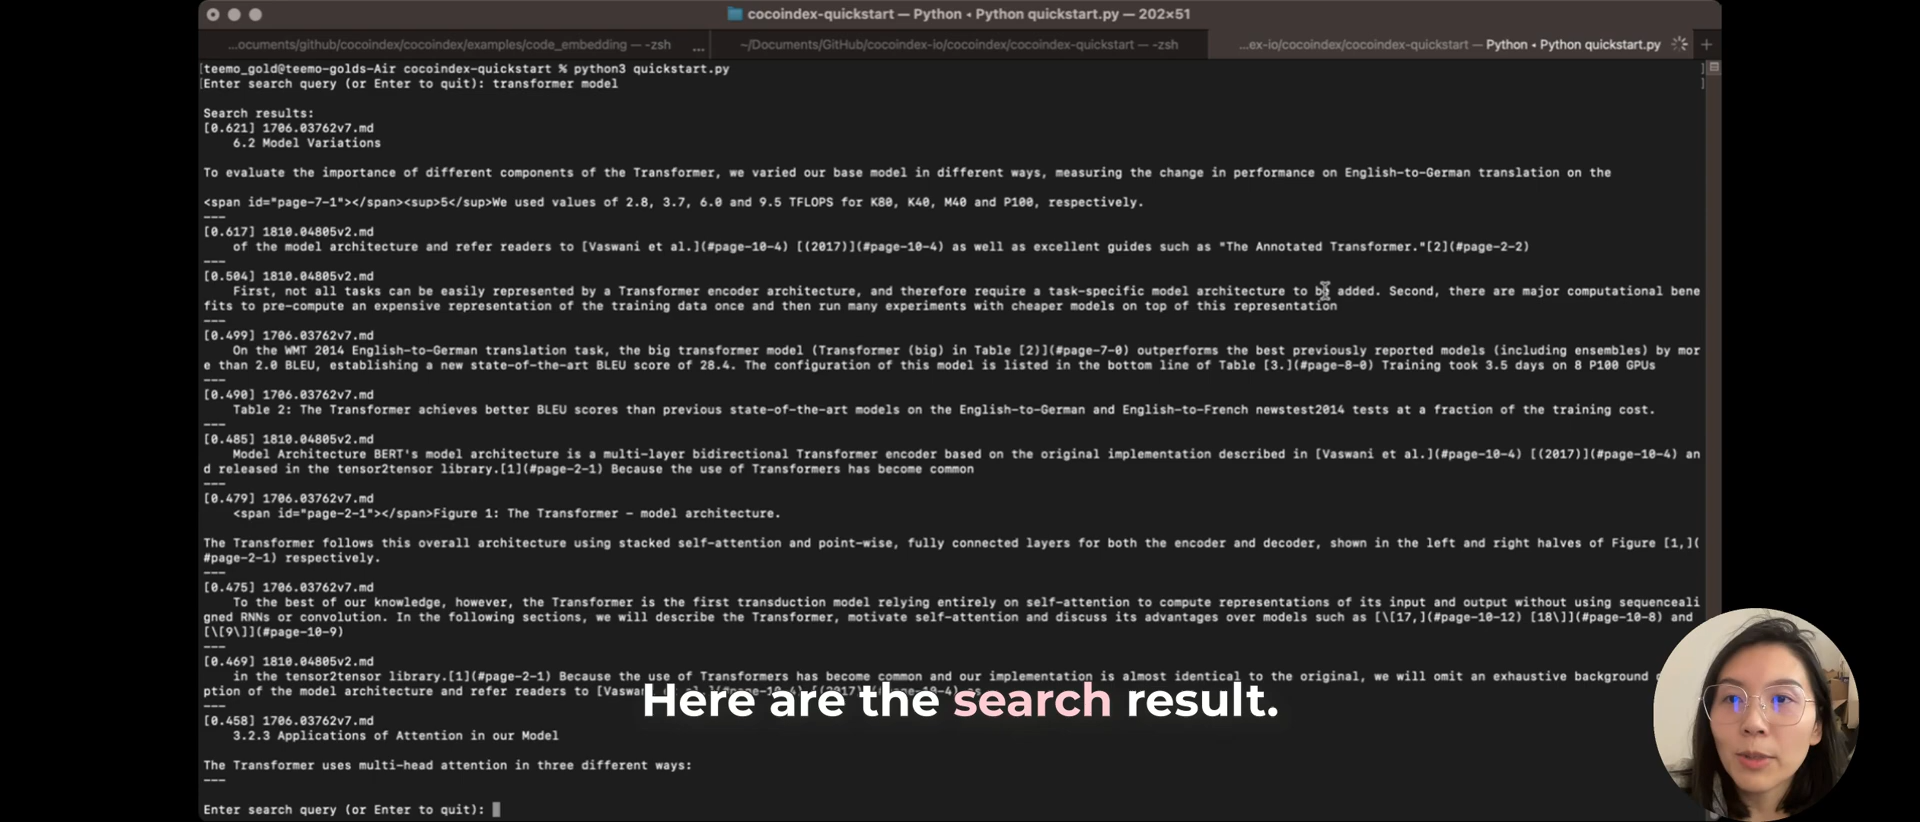 cocoindex-quickstart — Python ◂ Python quickstart.py — 202×51
...ocuments/github/cocoindex/cocoindex/examples/code_embedding — -zsh ... ~/Documents/GitHub/cocoindex-io/cocoindex/cocoindex-quickstart — -zsh ...ex-io/cocoindex/cocoindex-quickstart — Python ◂ Python quickstart.py +
[teemo_gold@teemo-golds-Air cocoindex-quickstart % python3 quickstart.py ]
[Enter search query (or Enter to quit): transformer model ]
Search results:
[0.621] 1706.03762v7.md
6.2 Model Variations
To evaluate the importance of different components of the Transformer, we varied our base model in different ways, measuring the change in performance on English-to-German translation on the
<span id="page-7-1"></span><sup>5</sup>We used values of 2.8, 3.7, 6.0 and 9.5 TFLOPS for K80, K40, M40 and P100, respectively.
---
[0.617] 1810.04805v2.md
of the model architecture and refer readers to [Vaswani et al.](#page-10-4) [(2017)](#page-10-4) as well as excellent guides such as "The Annotated Transformer."[2](#page-2-2)
---
[0.504] 1810.04805v2.md
First, not all tasks can be easily represented by a Transformer encoder architecture, and therefore require a task-specific model architecture to be added. Second, there are major computational bene
fits to pre-compute an expensive representation of the training data once and then run many experiments with cheaper models on top of this representation
---
[0.499] 1706.03762v7.md
On the WMT 2014 English-to-German translation task, the big transformer model (Transformer (big) in Table [2)](#page-7-0) outperforms the best previously reported models (including ensembles) by mor
e than 2.0 BLEU, establishing a new state-of-the-art BLEU score of 28.4. The configuration of this model is listed in the bottom line of Table [3.](#page-8-0) Training took 3.5 days on 8 P100 GPUs
---
[0.490] 1706.03762v7.md
Table 2: The Transformer achieves better BLEU scores than previous state-of-the-art models on the English-to-German and English-to-French newstest2014 tests at a fraction of the training cost.
---
[0.485] 1810.04805v2.md
Model Architecture BERT's model architecture is a multi-layer bidirectional Transformer encoder based on the original implementation described in [Vaswani et al.](#page-10-4) [(2017)](#page-10-4) an
d released in the tensor2tensor library.[1](#page-2-1) Because the use of Transformers has become common
---
[0.479] 1706.03762v7.md
<span id="page-2-1"></span>Figure 1: The Transformer - model architecture.
The Transformer follows this overall architecture using stacked self-attention and point-wise, fully connected layers for both the encoder and decoder, shown in the left and right halves of Figure [1,](
#page-2-1) respectively.
---
[0.475] 1706.03762v7.md
To the best of our knowledge, however, the Transformer is the first transduction model relying entirely on self-attention to compute representations of its input and output without using sequenceali
gned RNNs or convolution. In the following sections, we will describe the Transformer, motivate self-attention and discuss its advantages over models such as [\[17,](#page-10-12) [18\]](#page-10-8) and
[\[9\]](#page-10-9)
---
[0.469] 1810.04805v2.md
in the tensor2tensor library.[1](#page-2-1) Because the use of Transformers has become common and our implementation is almost identical to the original, we will omit an exhaustive background
ption of the model architecture and refer readers to
Here are the search result.
[0.458] 1706.03762v7.md
3.2.3 Applications of Attention in our Model
The Transformer uses multi-head attention in three different ways:
---
Enter search query (or Enter to quit):